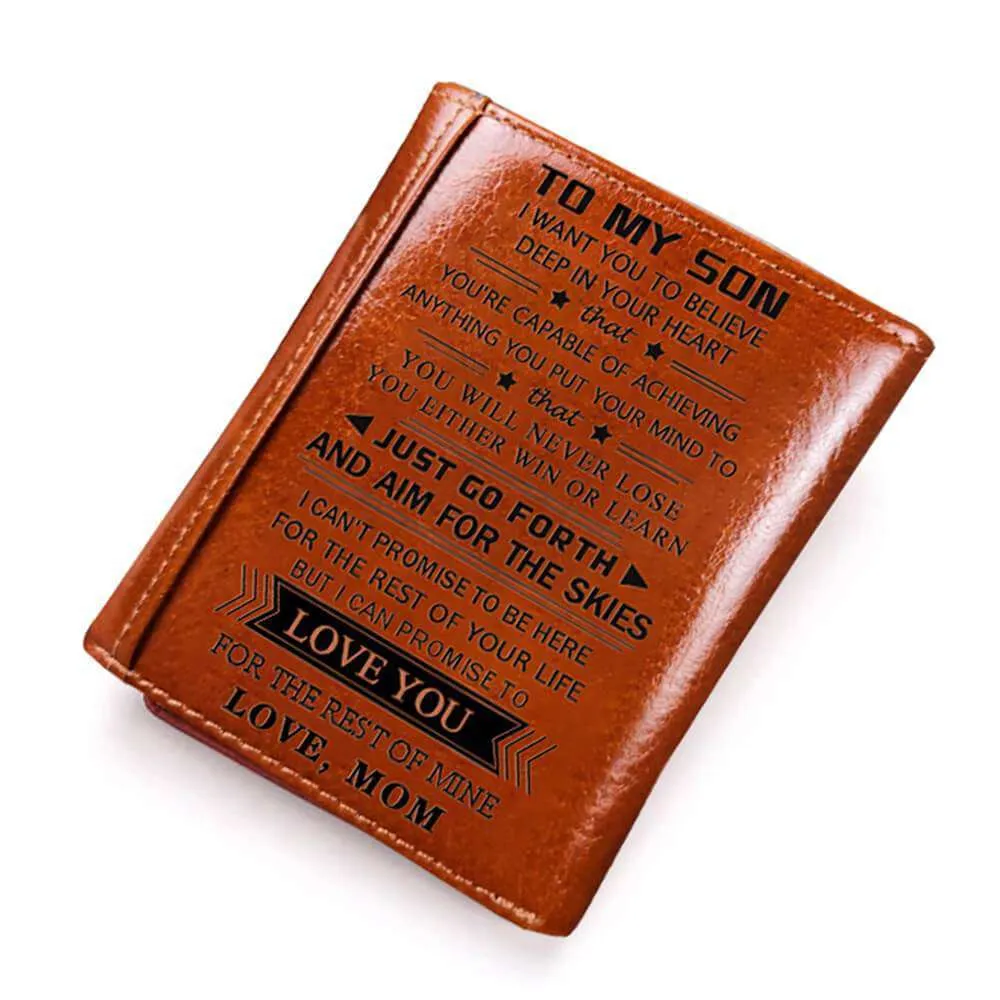 TO MY SON
I WANT YOU TO BELIEVE
DEEP IN YOUR HEART
that
YOU'RE CAPABLE OF ACHIEVING
ANYTHING YOU PUT YOUR MIND TO
that
YOU WILL NEVER LOSE
YOU EITHER WIN OR LEARN
JUST GO FORTH
AND AIM FOR THE SKIES
I CAN'T PROMISE TO BE HERE
FOR THE REST OF YOUR LIFE
BUT I CAN PROMISE TO
LOVE YOU
FOR THE REST OF MINE
LOVE, MOM